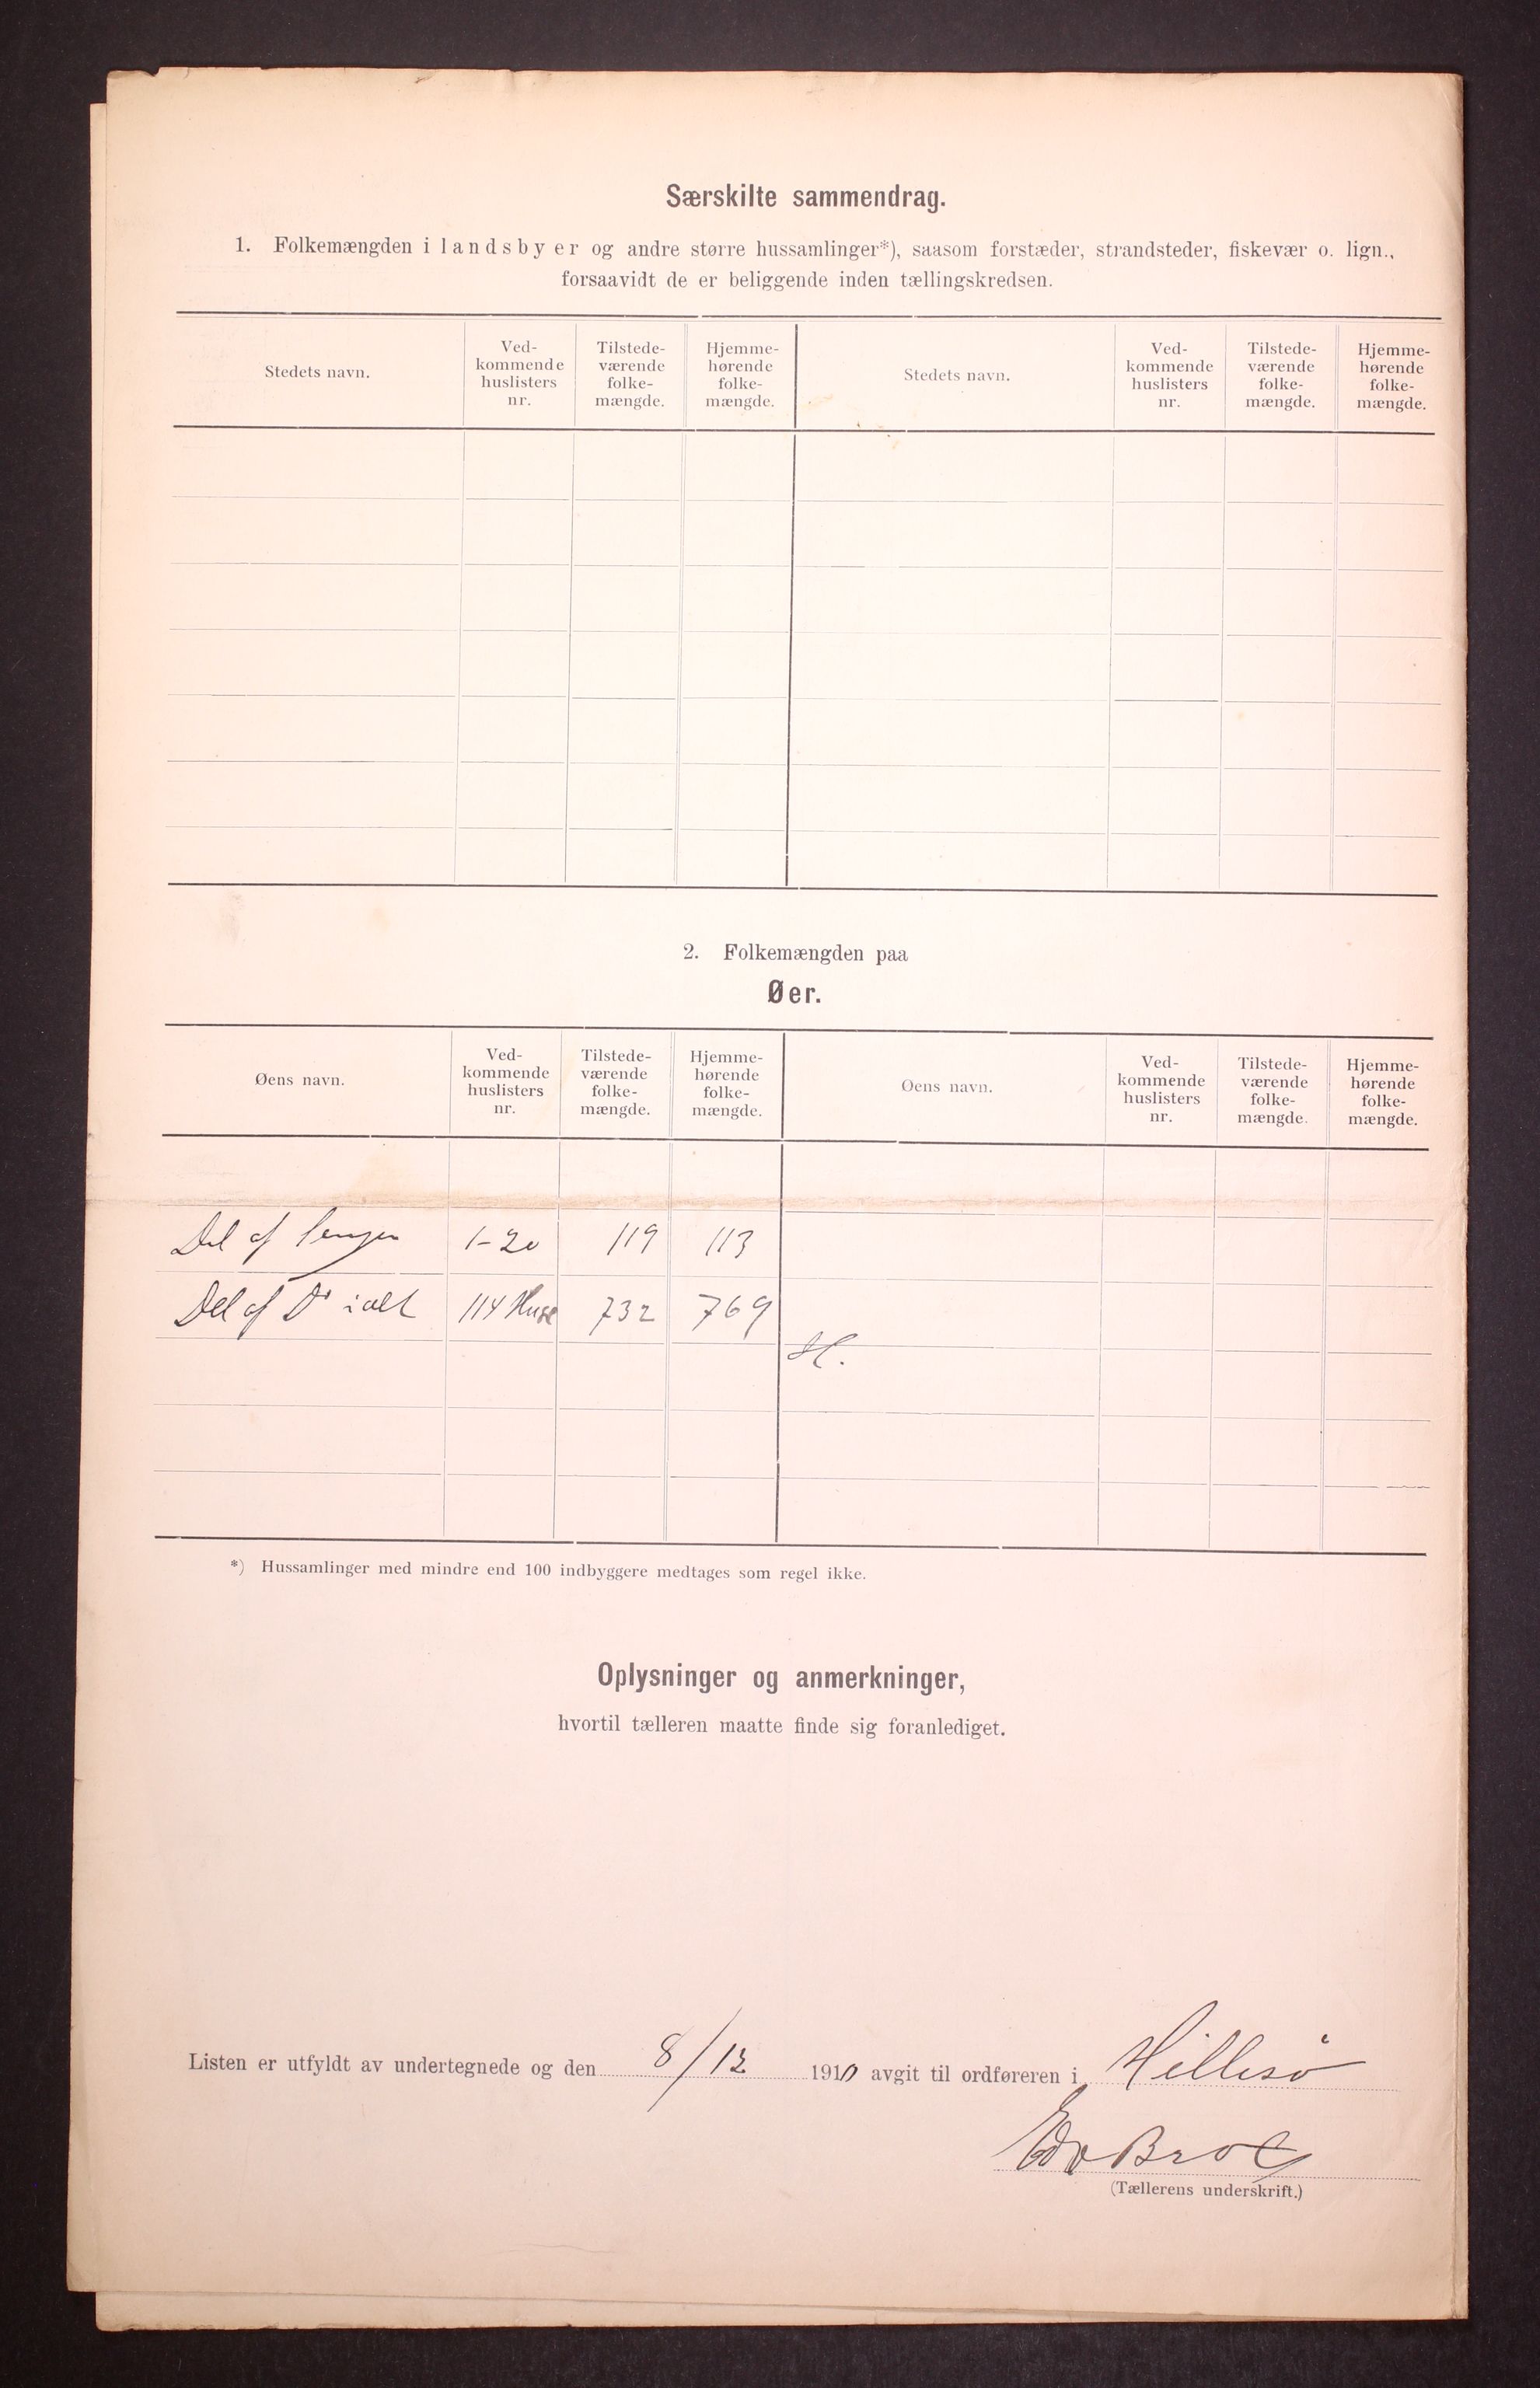 Særskilte sammendrag.
1. Folkemængden i landsbyer og andre større hussamlinger*), saasom forstæder, strandsteder, fiskevær o. lign.,
forsaavidt de er beliggende inden tællingskredsen.
Stedets navn. Ved-kommende huslisters nr. Tilstede-værende folke-mængde. Hjemme-hørende folke-mængde. Stedets navn. Ved-kommende huslisters nr. Tilstede-værende folke-mængde. Hjemme-hørende folke-mængde.
2. Folkemængden paa
Øer.
Øens navn. Ved-kommende huslisters nr. Tilstede-værende folke-mængde. Hjemme-hørende folke-mængde. Øens navn. Ved-kommende huslisters nr. Tilstede-værende folke-mængde. Hjemme-hørende folke-mængde.
Del af Senjen 1-20 119 113
Del af Do ialt 114 Huse 732 769
H.
*) Hussamlinger med mindre end 100 indbyggere medtages som regel ikke.
Oplysninger og anmerkninger,
hvortil tælleren maatte finde sig foranlediget.
Listen er utfyldt av undertegnede og den 8/12 1910 avgit til ordføreren i Hillesø
Edv Brox
(Tællerens underskrift.)